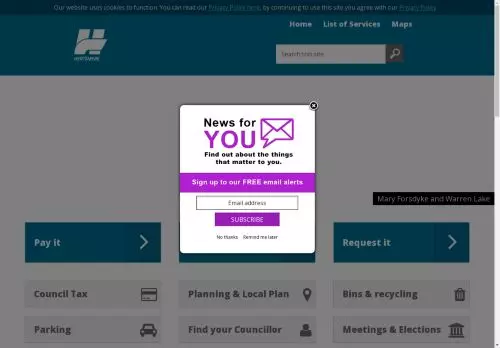 Our website uses cookies to function. You can read our Privacy Policy here, by continuing to use this site you agree with our Privacy Policy
Home List of Services Maps
HERTSMERE
Search this site
News for
YOU
Find out about the things
that matter to you.
Sign up to our FREE email alerts
Email address
SUBSCRIBE
No thanks Remind me later
Mary Forsdyke and Warren Lake
Pay it Request it
Council Tax Planning & Local Plan Bins & recycling
Parking Find your Councillor Meetings & Elections